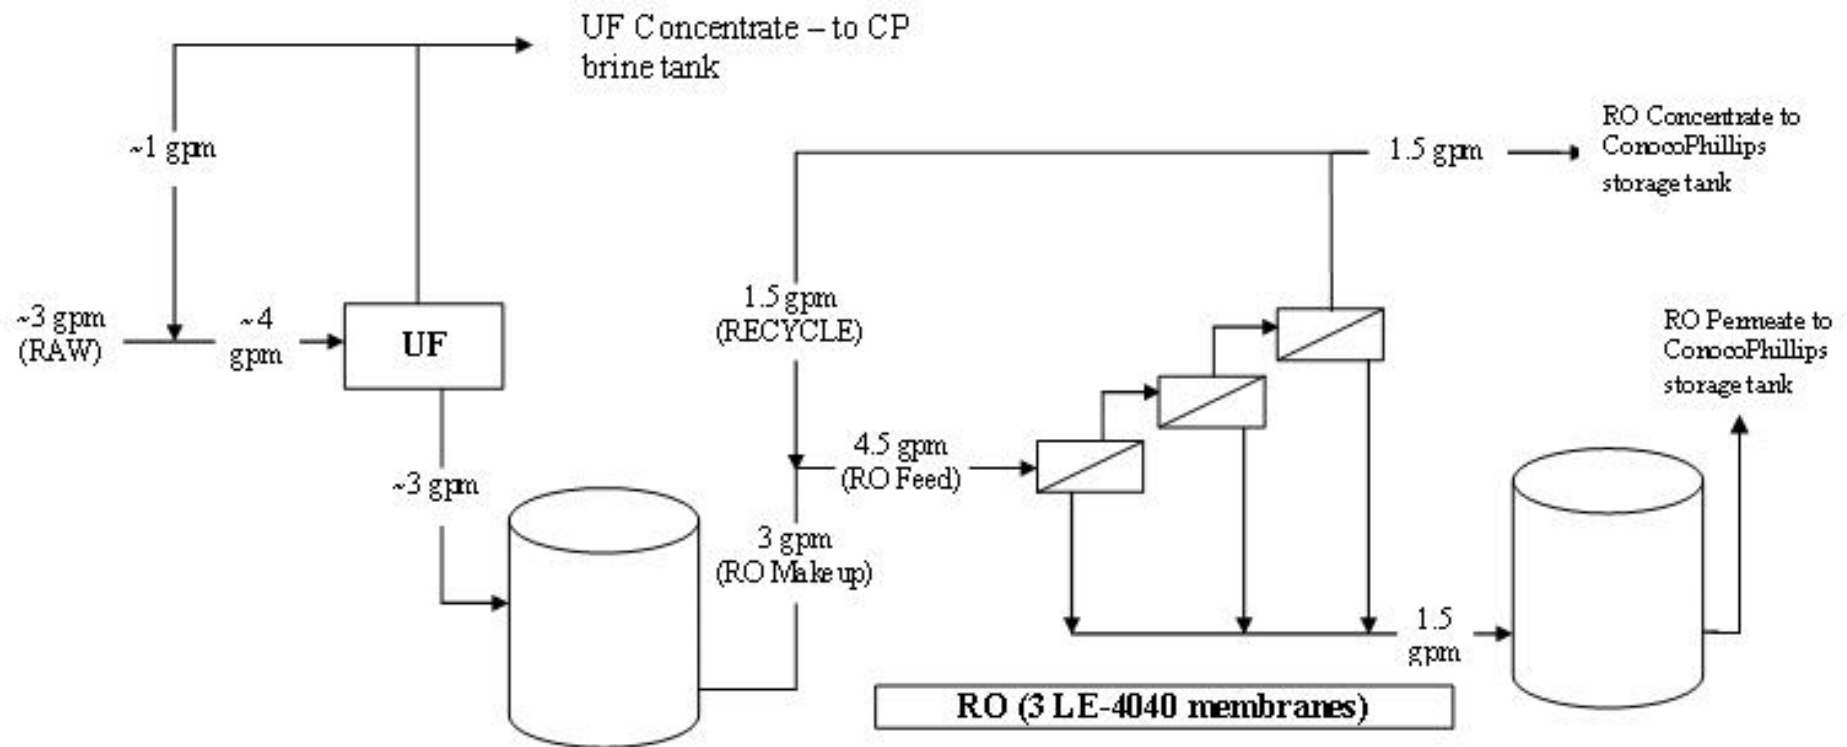 UF Concentrate – to CP
brine tank
~1 gpm
~3 gpm
(RAW)
~4
gpm
UF
~3 gpm
1.5 gpm
RO Concentrate to
ConocoPhillips
storage tank
1.5 gpm
(RECYCLE)
4.5 gpm
(RO Feed)
3 gpm
(RO Makeup)
RO Permeate to
ConocoPhillips
storage tank
1.5
gpm
RO (3 LE-4040 membranes)